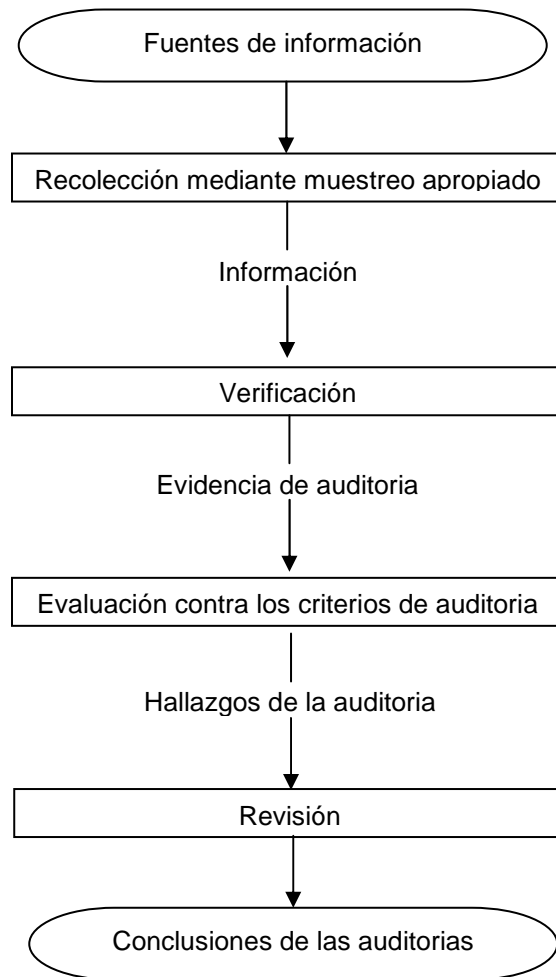 Fuentes de información
Recolección mediante muestreo apropiado
Información
Verificación
Evidencia de auditoria
Evaluación contra los criterios de auditoria
Hallazgos de la auditoria
Revisión
Conclusiones de las auditorias